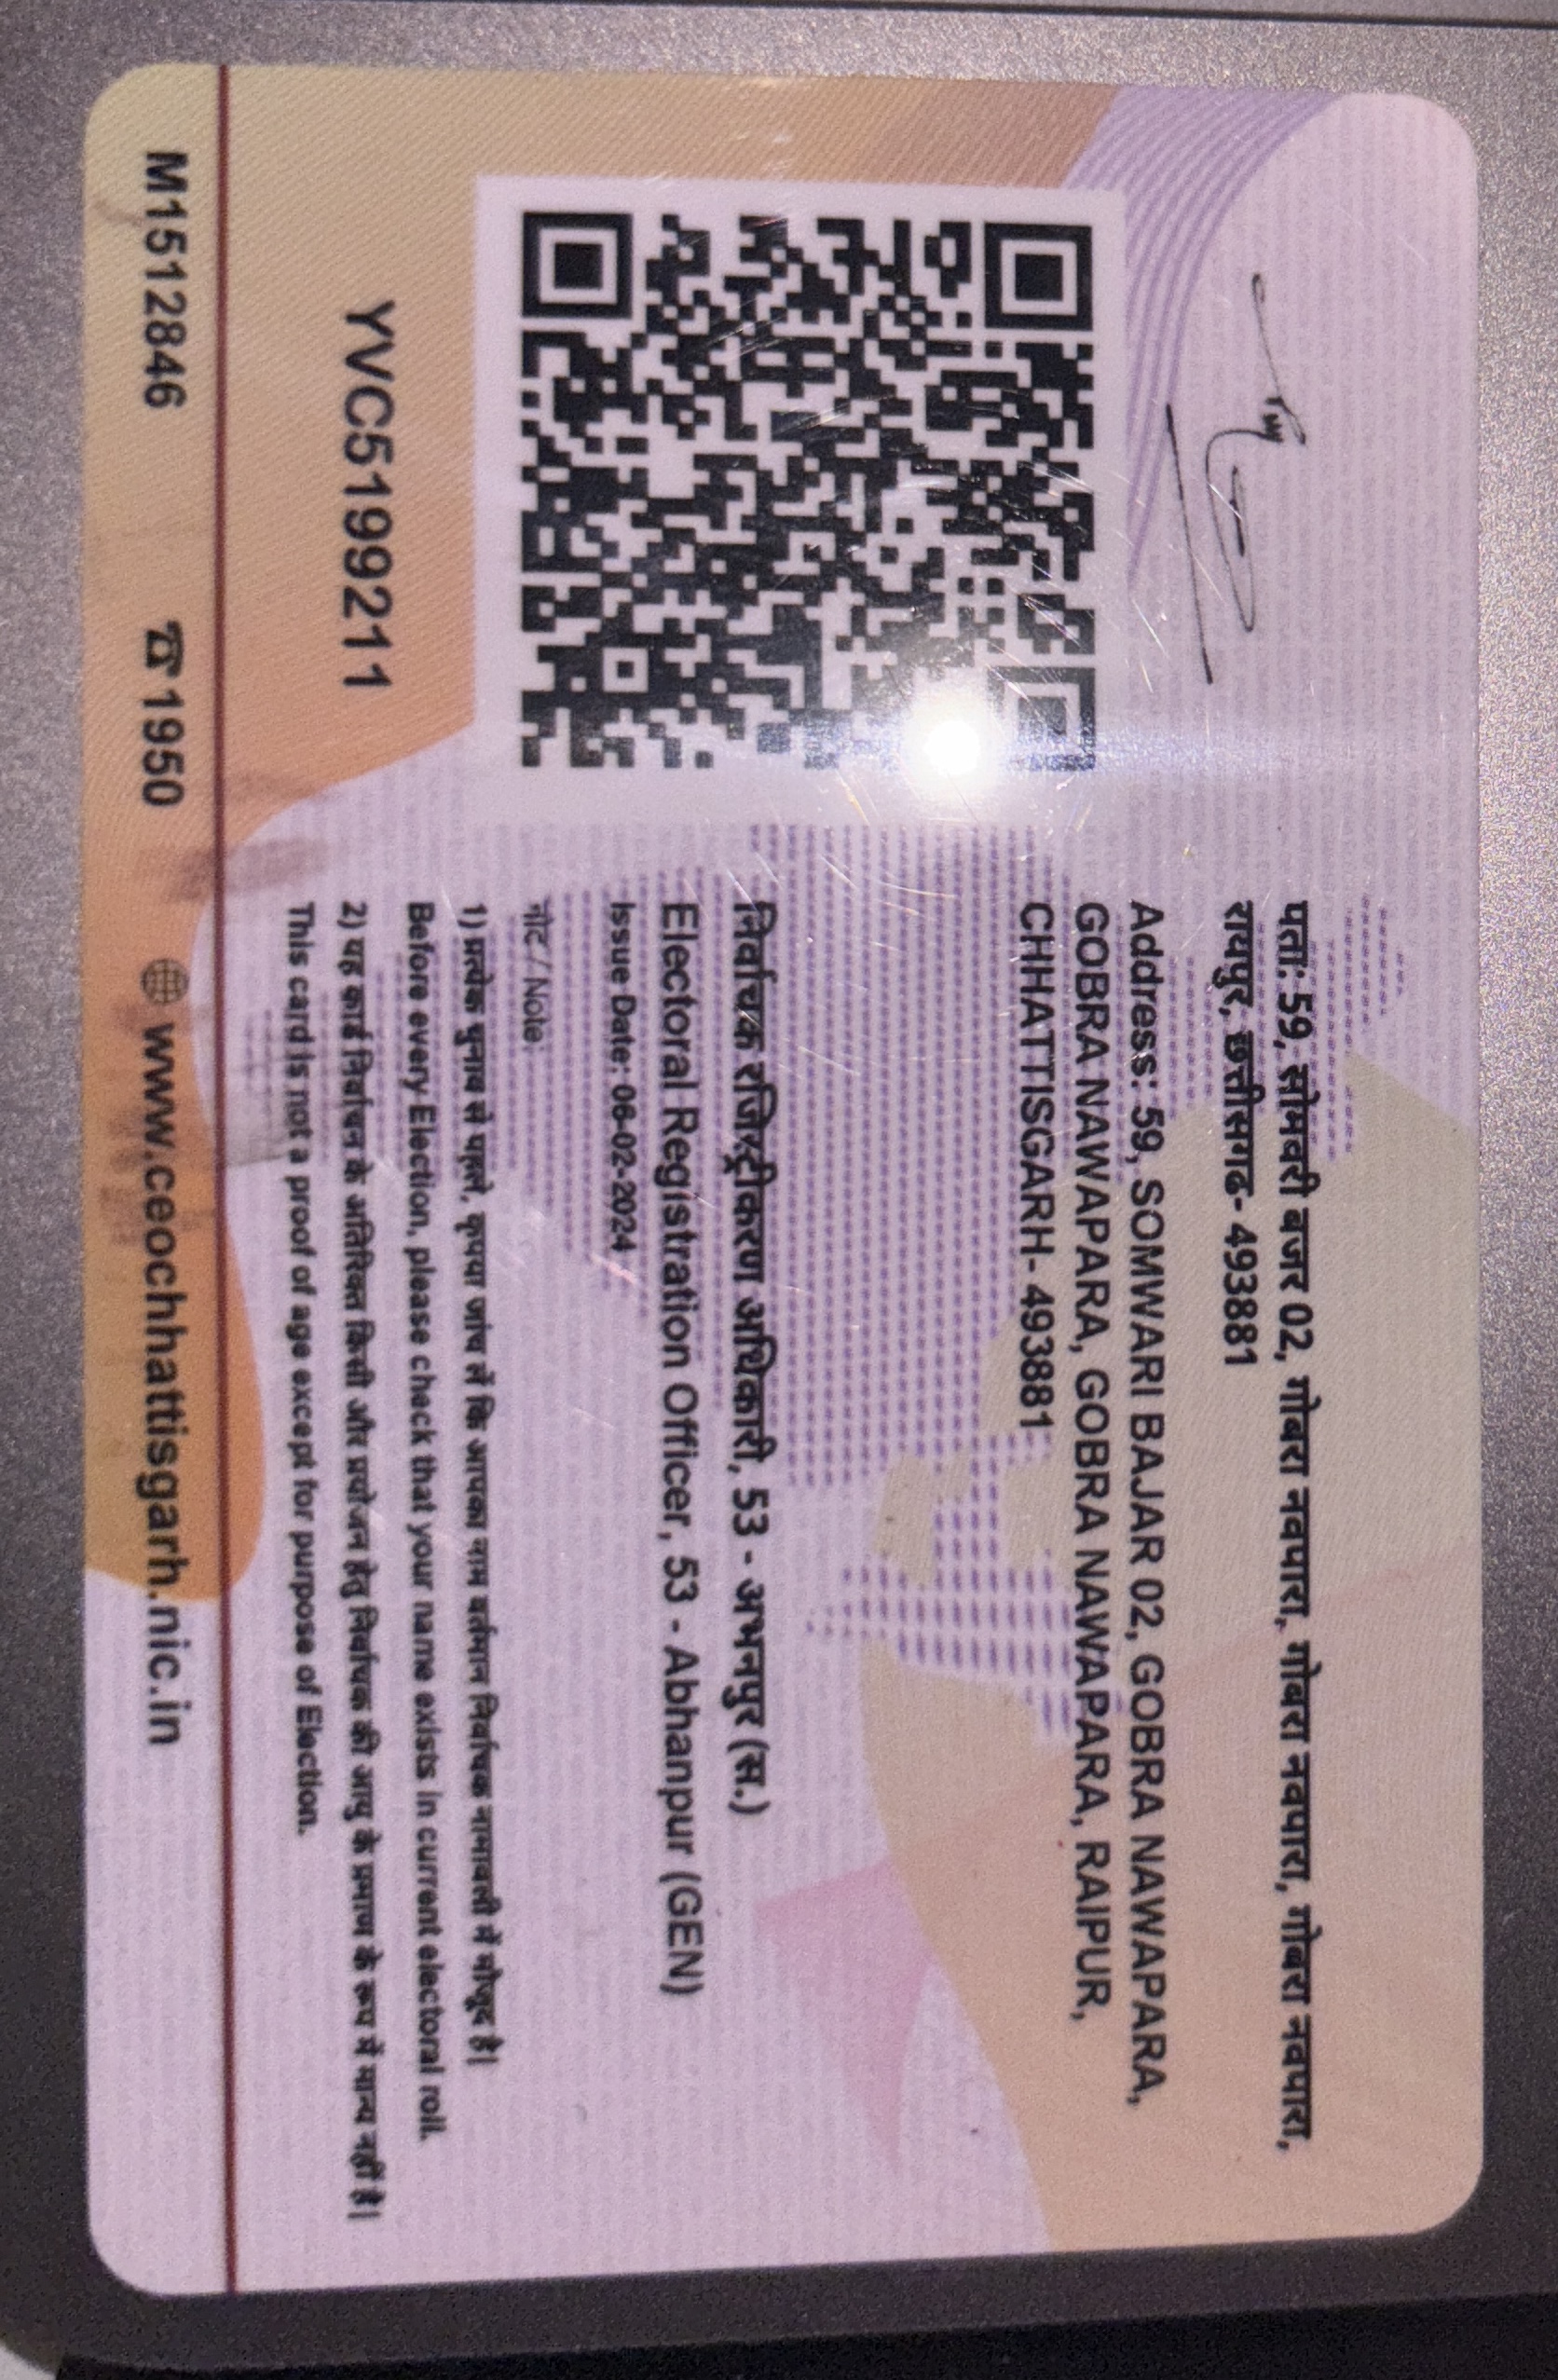 पता: 59, सोमवरी बजर 02, गोबरा नवपारा, गोबरा नवपारा, गोबरा नवपारा,
रायपुर, छत्तीसगढ- 493881
Address: 59, SOMWARI BAJAR 02, GOBRA NAWAPARA,
GOBRA NAWAPARA, GOBRA NAWAPARA, RAIPUR,
CHHATTISGARH- 493881
निर्वाचक रजिस्ट्रीकरण अधिकारी, 53 - अभनपुर (स.)
Electoral Registration Officer, 53 - Abhanpur (GEN)
Issue Date: 06-02-2024
YVC5199211
नोट / Note:
1) प्रत्येक चुनाव से पहले, कृपया जांच लें कि आपका नाम वर्तमान निर्वाचक नामावली में मौजूद है।
Before every Election, please check that your name exists in current electoral roll.
2) यह कार्ड निर्वाचन के अतिरिक्त किसी और प्रयोजन हेतु निर्वाचक की आयु के प्रमाण के रूप में मान्य नहीं है।
This card is not a proof of age except for purpose of Election.
M1512846 ☎ 1950 www.ceochhattisgarh.nic.in